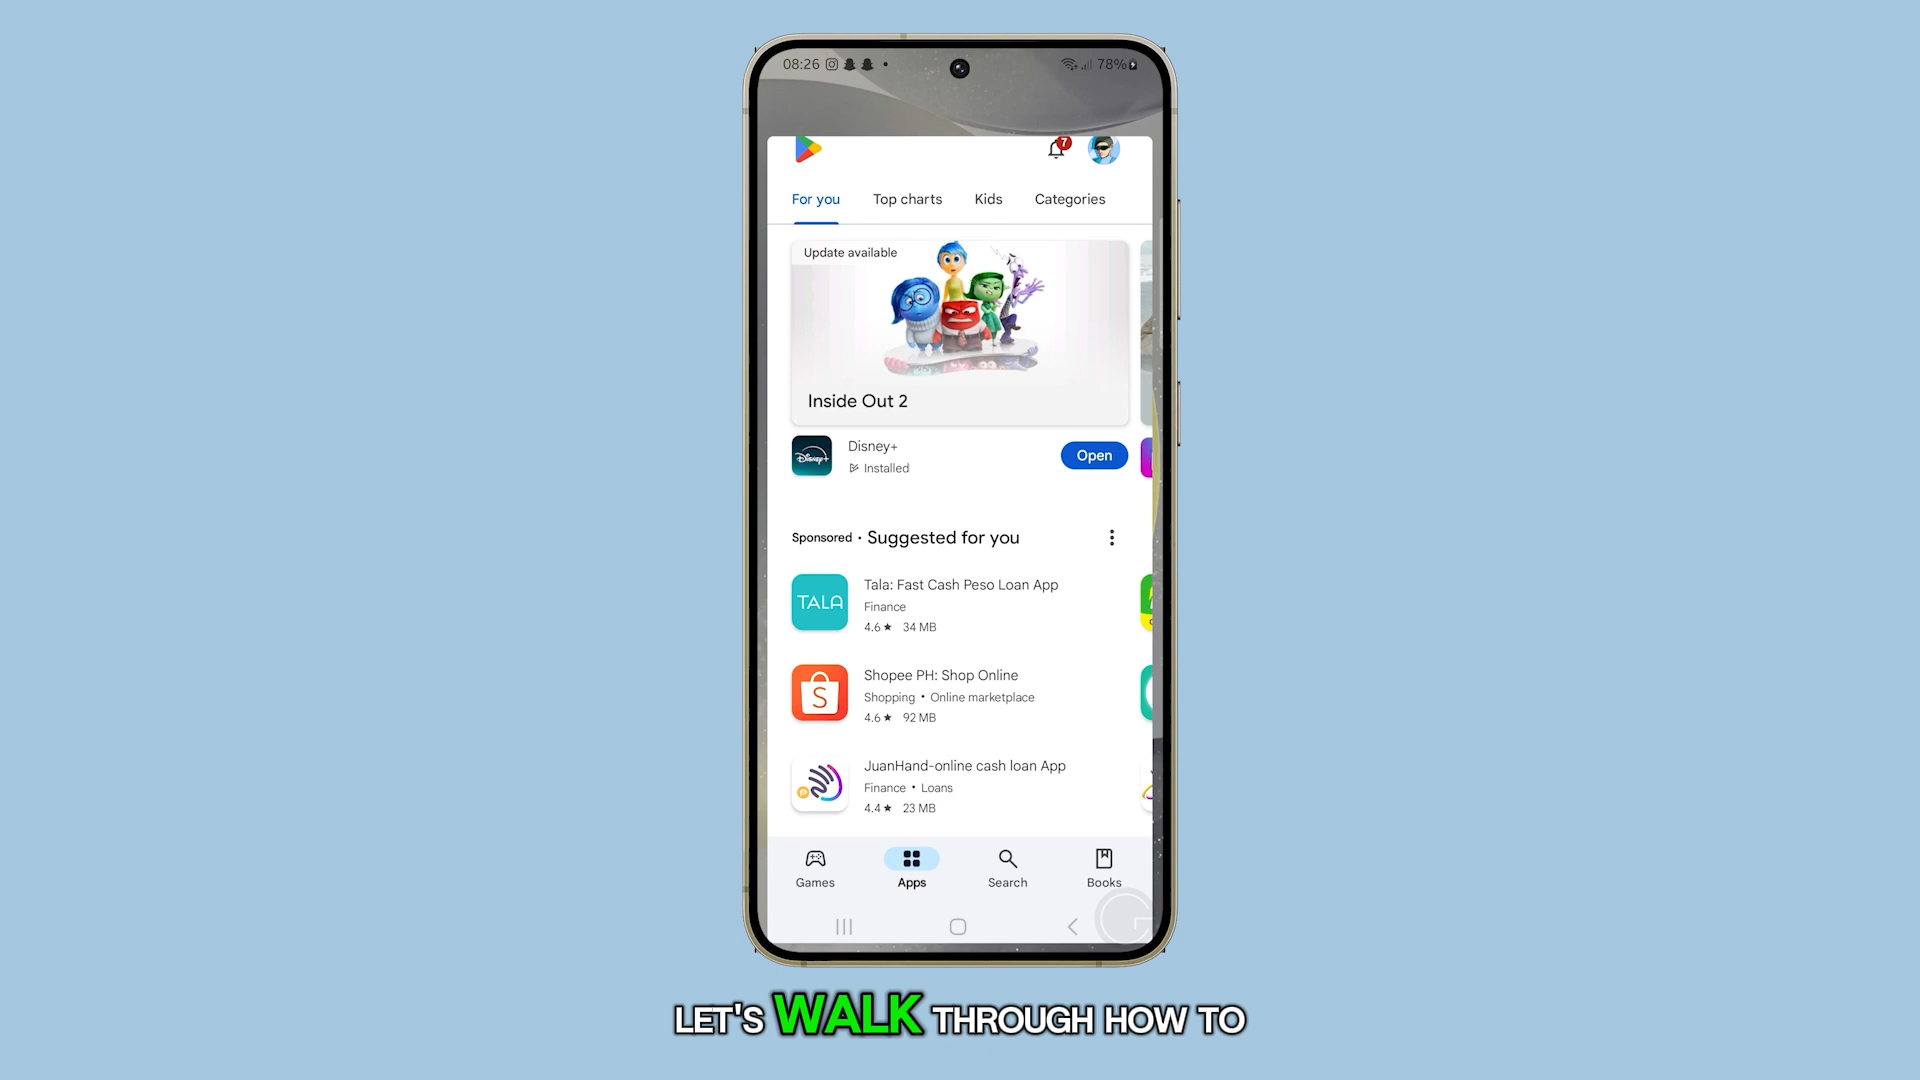 08:26 78%
7
For you Top charts Kids Categories
Update available
Inside Out 2
Disney+
Disney+
Installed
Open
Sponsored • Suggested for you
TALA
Tala: Fast Cash Peso Loan App
Finance
4.6★ 34 MB
S
Shopee PH: Shop Online
Shopping • Online marketplace
4.6★ 92 MB
JuanHand-online cash loan App
Finance • Loans
4.4★ 23 MB
Games Apps Search Books
G
LET'S WALK THROUGH HOW TO